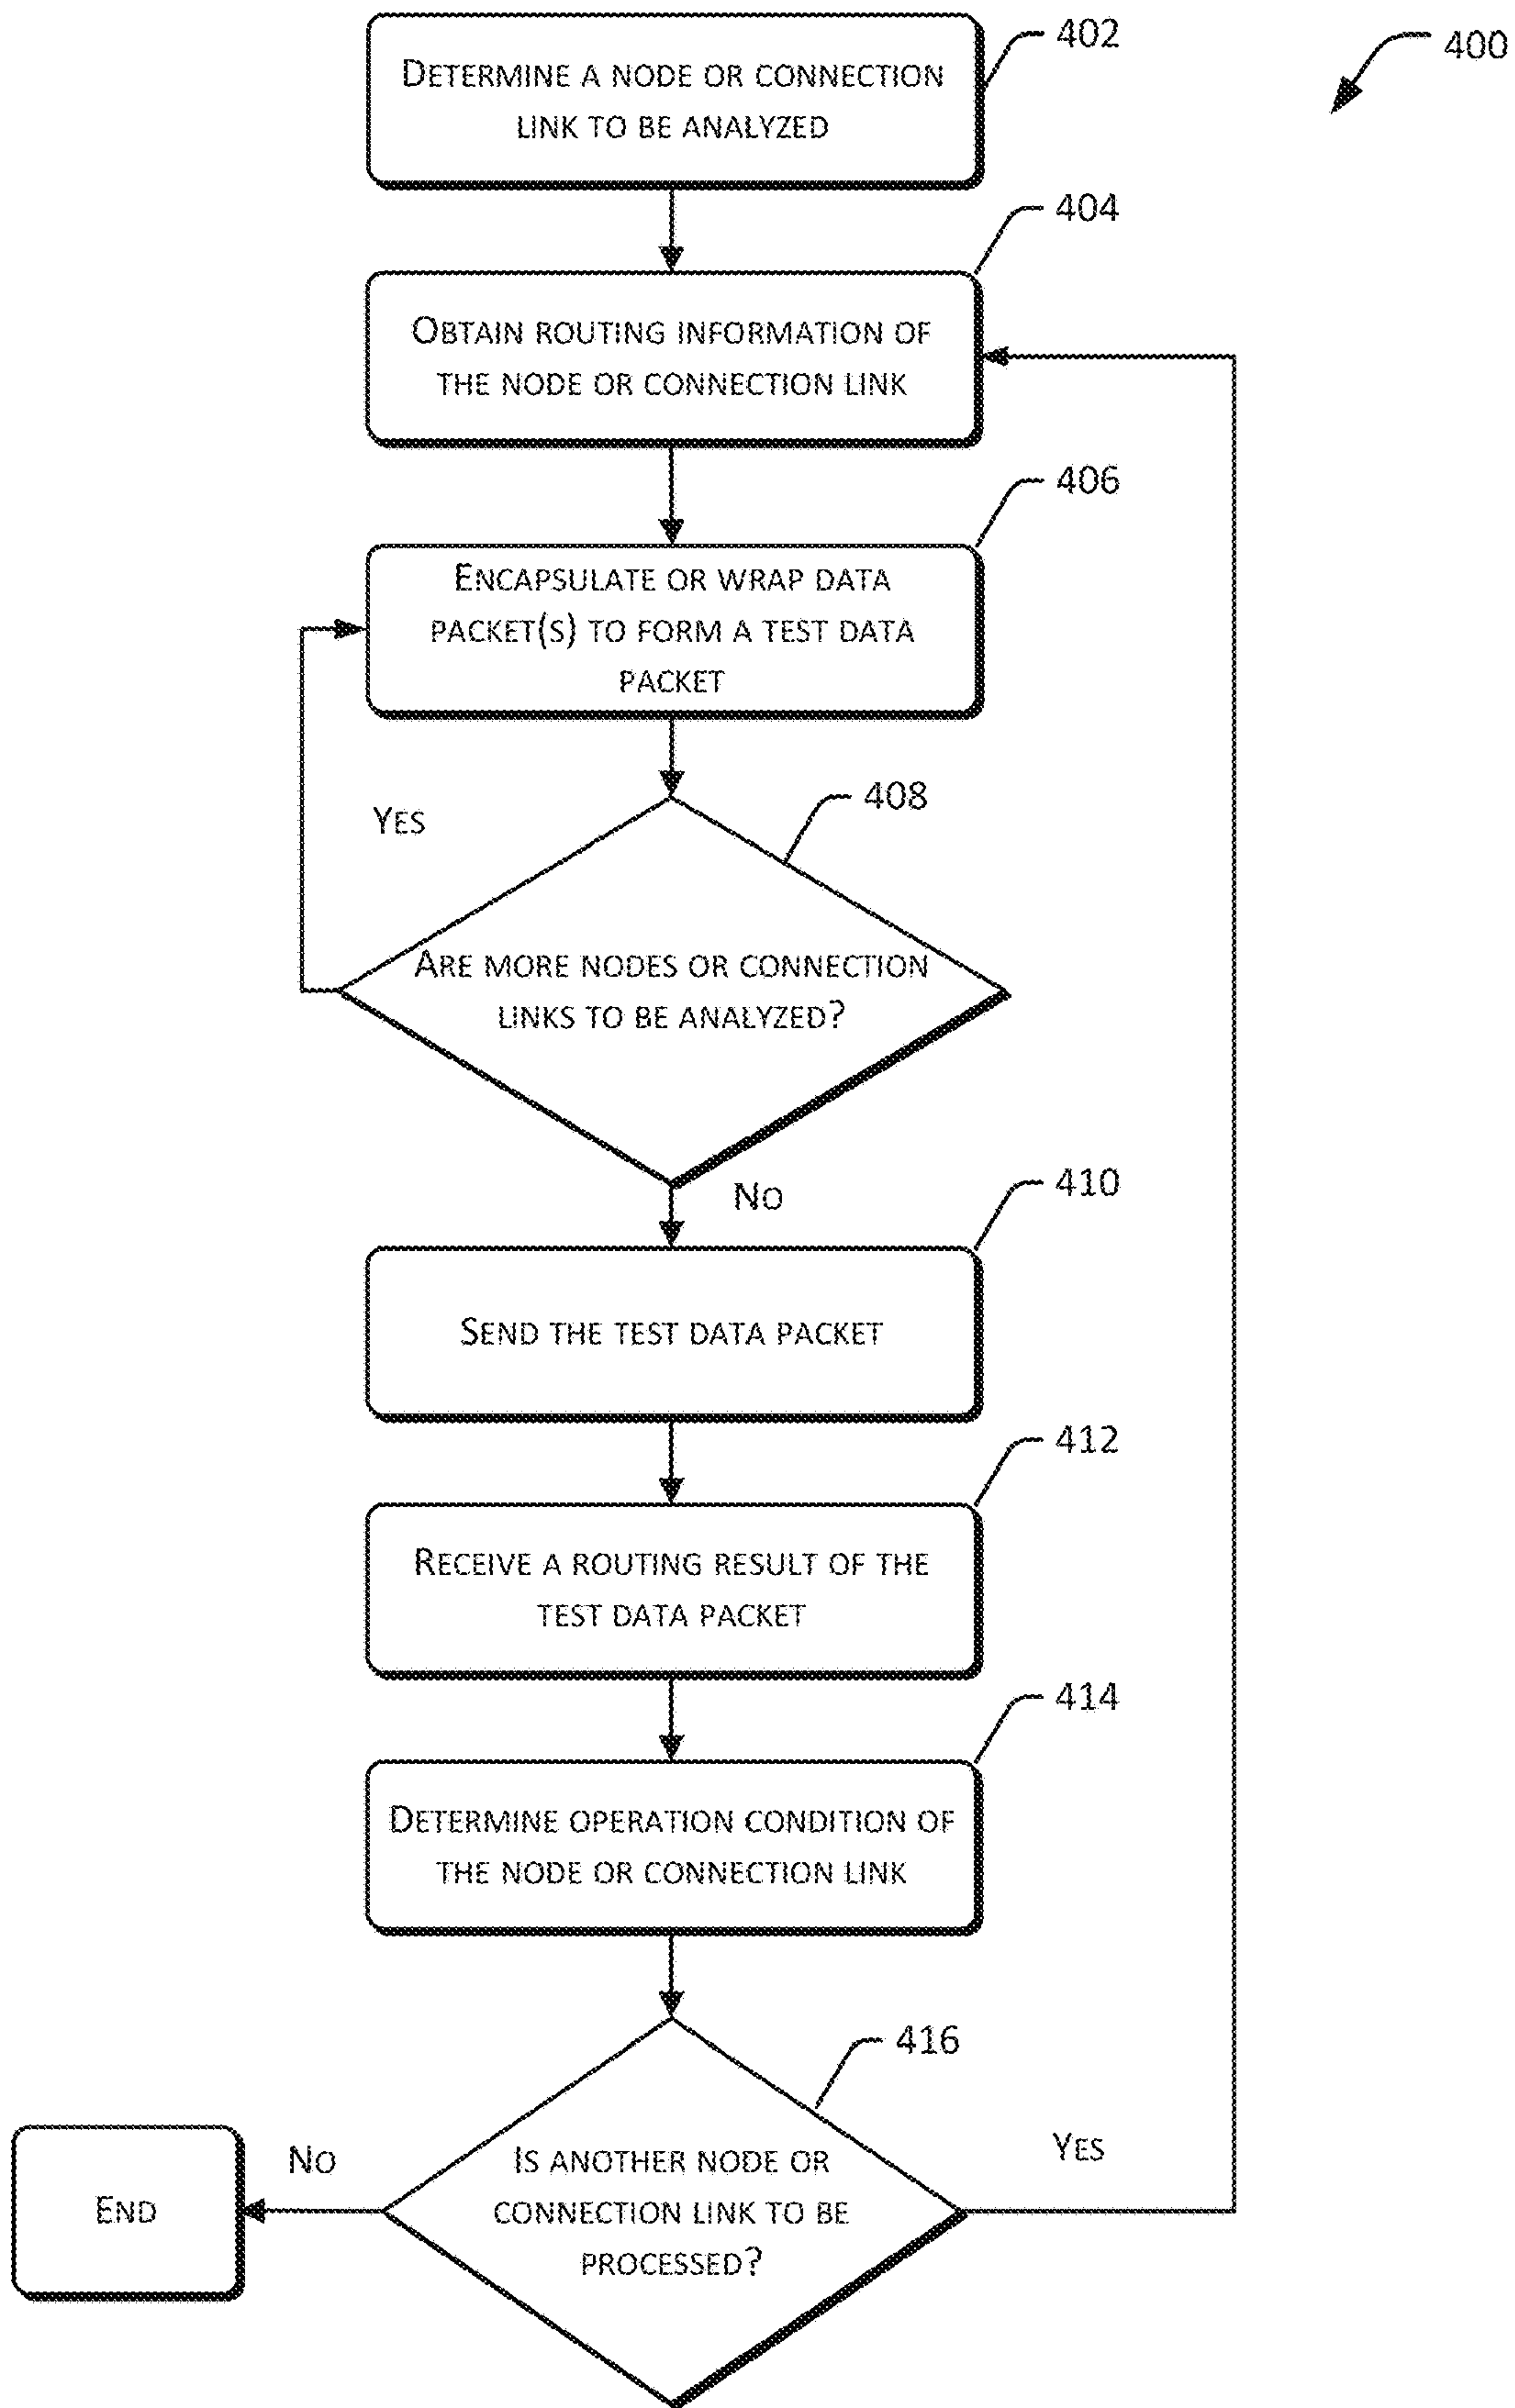 402
400
DETERMINE A NODE OR CONNECTION
LINK TO BE ANALYZED
404
OBTAIN ROUTING INFORMATION OF
THE NODE OR CONNECTION LINK
406
ENCAPSULATE OR WRAP DATA
PACKET(S) TO FORM A TEST DATA
PACKET
408
YES
ARE MORE NODES OR CONNECTION
LINKS TO BE ANALYZED?
NO
410
SEND THE TEST DATA PACKET
412
RECEIVE A ROUTING RESULT OF THE
TEST DATA PACKET
414
DETERMINE OPERATION CONDITION OF
THE NODE OR CONNECTION LINK
416
IS ANOTHER NODE OR
CONNECTION LINK TO BE
PROCESSED?
NO
YES
END